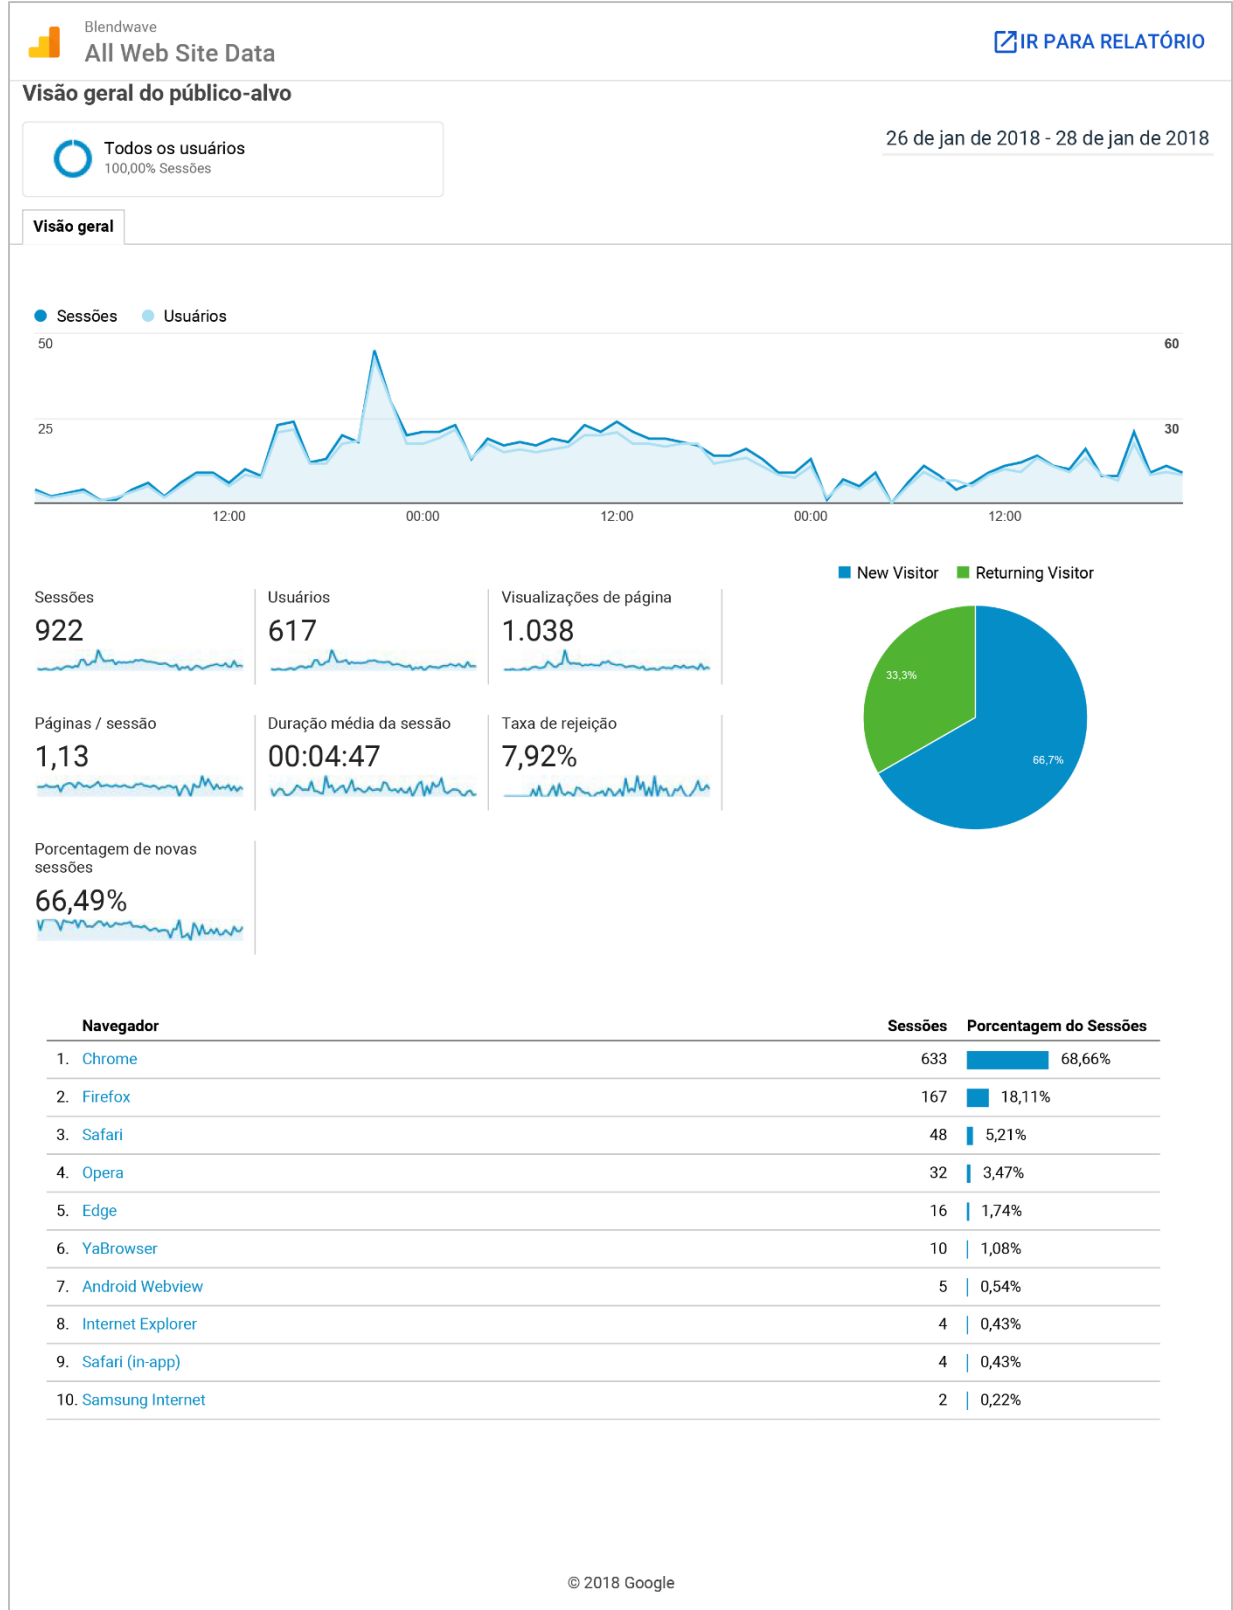 Blendwave
All Web Site Data
IR PARA RELATÓRIO
Visão geral do público-alvo
Todos os usuários
100,00% Sessões
26 de jan de 2018 - 28 de jan de 2018
Visão geral
Sessões Usuários
50 60
25 30
12:00 00:00 12:00 00:00 12:00
New Visitor Returning Visitor
Sessões
922
Usuários
617
Visualizações de página
1.038
Páginas / sessão
1,13
Duração média da sessão
00:04:47
Taxa de rejeição
7,92%
Porcentagem de novas
sessões
66,49%
33,3%
66,7%
Navegador Sessões Porcentagem do Sessões
1. Chrome 633 68,66%
2. Firefox 167 18,11%
3. Safari 48 5,21%
4. Opera 32 3,47%
5. Edge 16 1,74%
6. YaBrowser 10 1,08%
7. Android Webview 5 0,54%
8. Internet Explorer 4 0,43%
9. Safari (in-app) 4 0,43%
10. Samsung Internet 2 0,22%
© 2018 Google